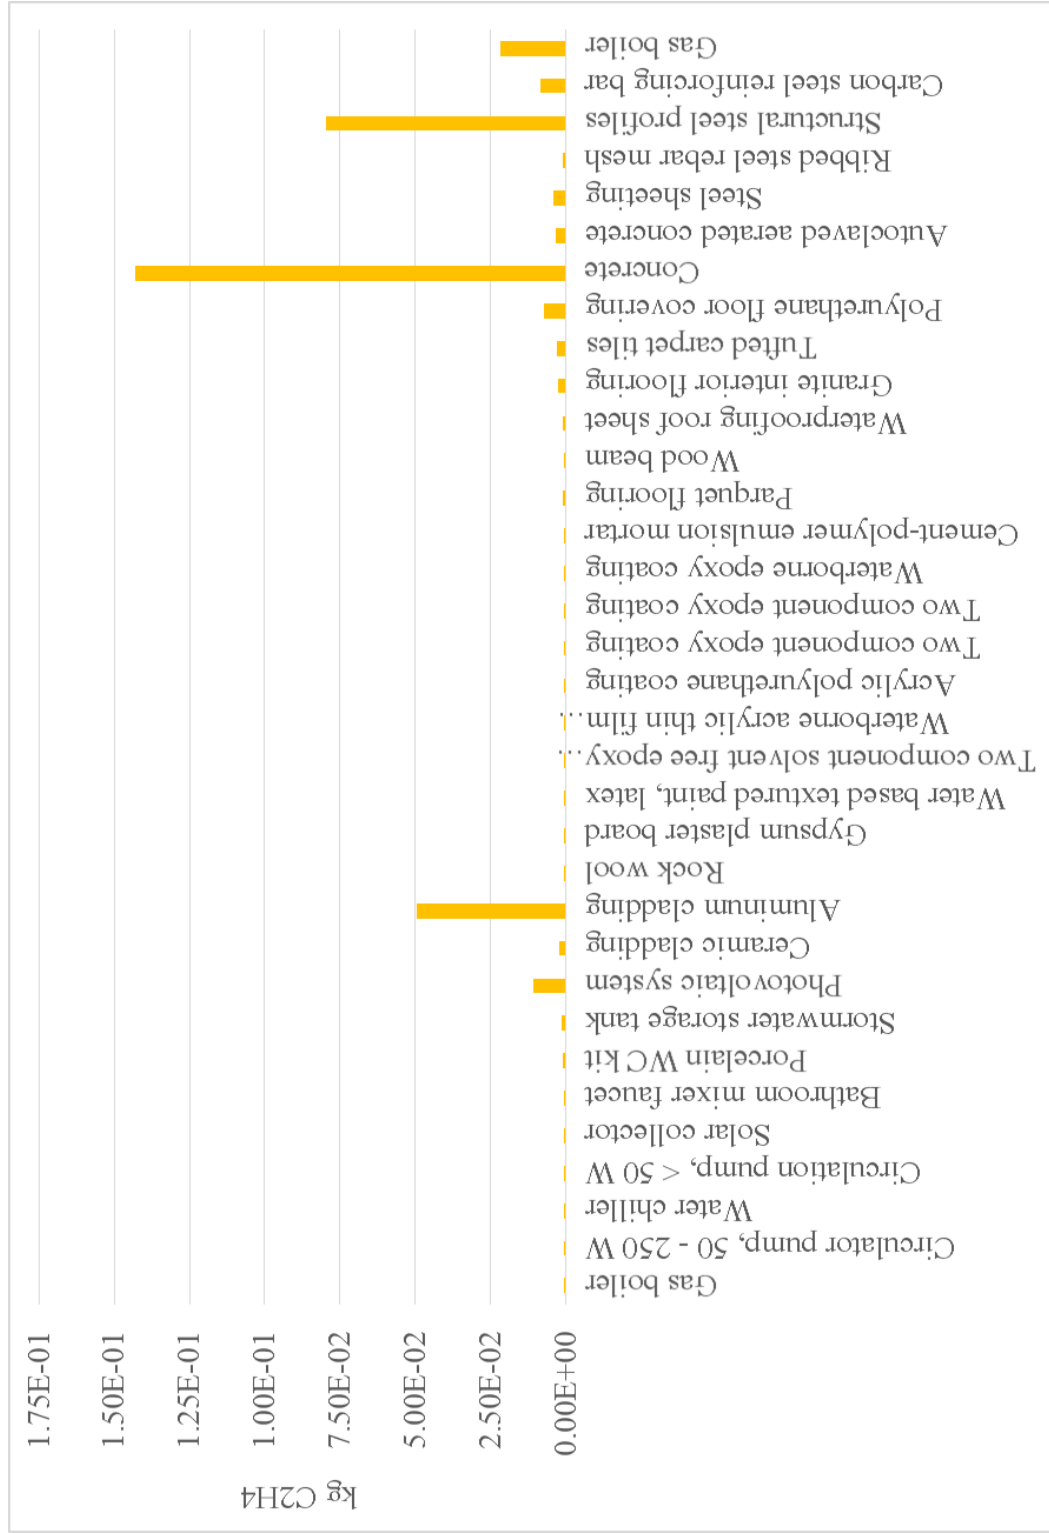 kg C2H4
1.75E-01
1.50E-01
1.25E-01
1.00E-01
7.50E-02
5.00E-02
2.50E-02
0.00E+00
Gas boiler
Circulator pump, 50 - 250 W
Water chiller
Circulation pump, < 50 W
Solar collector
Bathroom mixer faucet
Porcelain WC kit
Stormwater storage tank
Photovoltaic system
Ceramic cladding
Aluminum cladding
Rock wool
Gypsum plaster board
Water based textured paint, latex
Two component solvent free epoxy…
Waterborne acrylic thin film…
Acrylic polyurethane coating
Two component epoxy coating
Two component epoxy coating
Waterborne epoxy coating
Cement-polymer emulsion mortar
Parquet flooring
Wood beam
Waterproofing roof sheet
Granite interior flooring
Tufted carpet tiles
Polyurethane floor covering
Concrete
Autoclaved aerated concrete
Steel sheeting
Ribbed steel rebar mesh
Structural steel profiles
Carbon steel reinforcing bar
Gas boiler